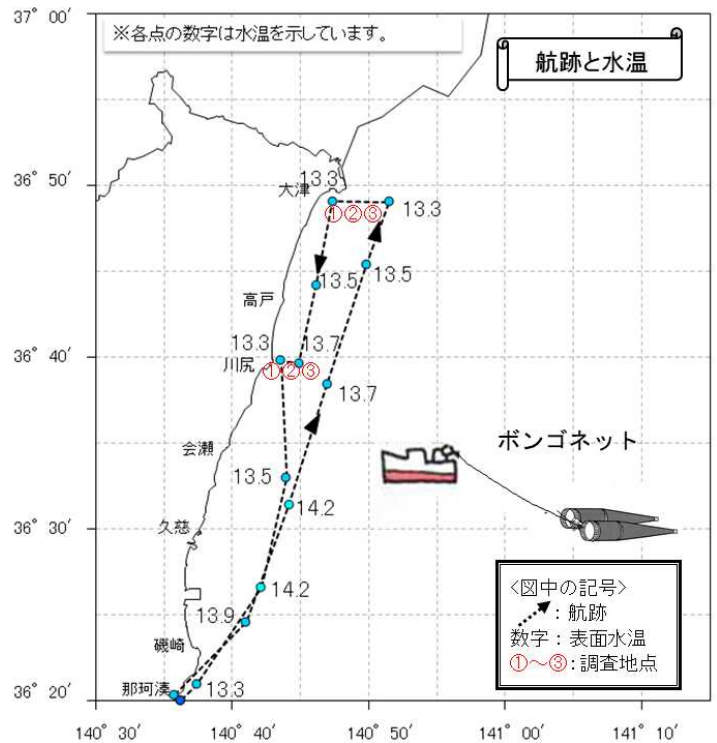 37° 00′
※各点の数字は水温を示しています。
航跡と水温
36° 50′
13.3
大津
①②③
13.3
13.5
13.5
高戸
13.3
13.7
36° 40′
川尻
①②③
13.7
会瀬
ボンゴネット
13.5
14.2
36° 30′
久慈
14.2
13.9
<図中の記号>
：航跡
数字：表面水温
①～③：調査地点
磯崎
那珂湊
13.3
36° 20′
140° 30′
140° 40′
140° 50′
141° 00′
141° 10′